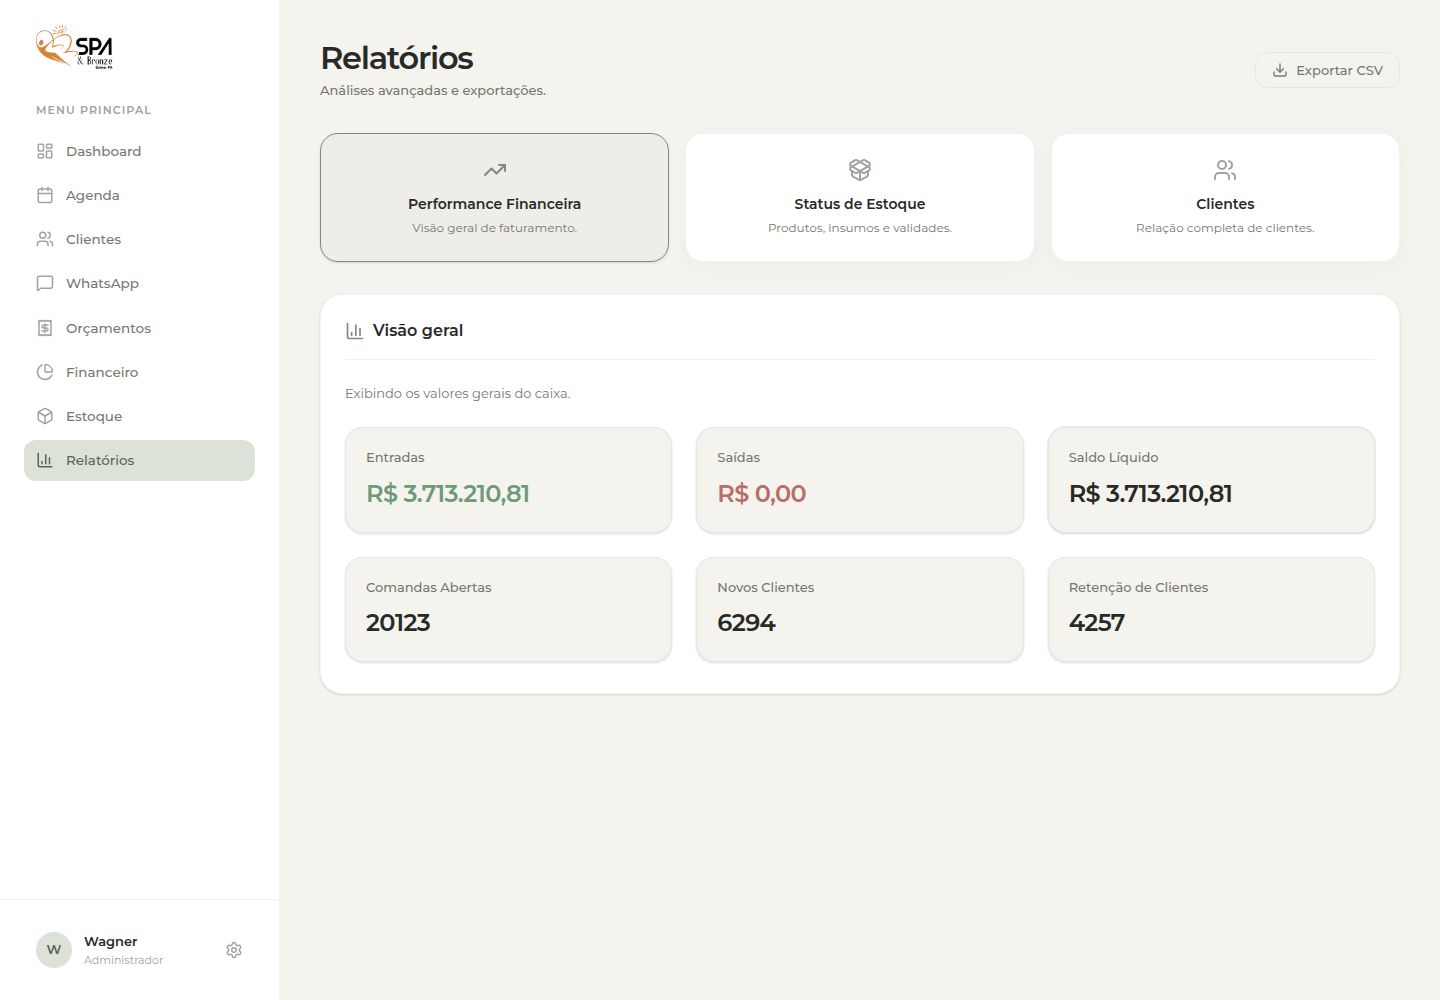 SPA
& Bronze
MENU PRINCIPAL
Dashboard
Agenda
Clientes
WhatsApp
Orçamentos
Financeiro
Estoque
Relatórios
Wagner
W
Administrador
Relatórios
Análises avançadas e exportações.
Exportar CSV
Performance Financeira
Visão geral de faturamento.
Status de Estoque
Produtos, insumos e validades.
Clientes
Relação completa de clientes.
Visão geral
Exibindo os valores gerais do caixa.
Entradas
R$ 3.713.210,81
Saídas
R$ 0,00
Saldo Líquido
R$ 3.713.210,81
Comandas Abertas
20123
Novos Clientes
6294
Retenção de Clientes
4257